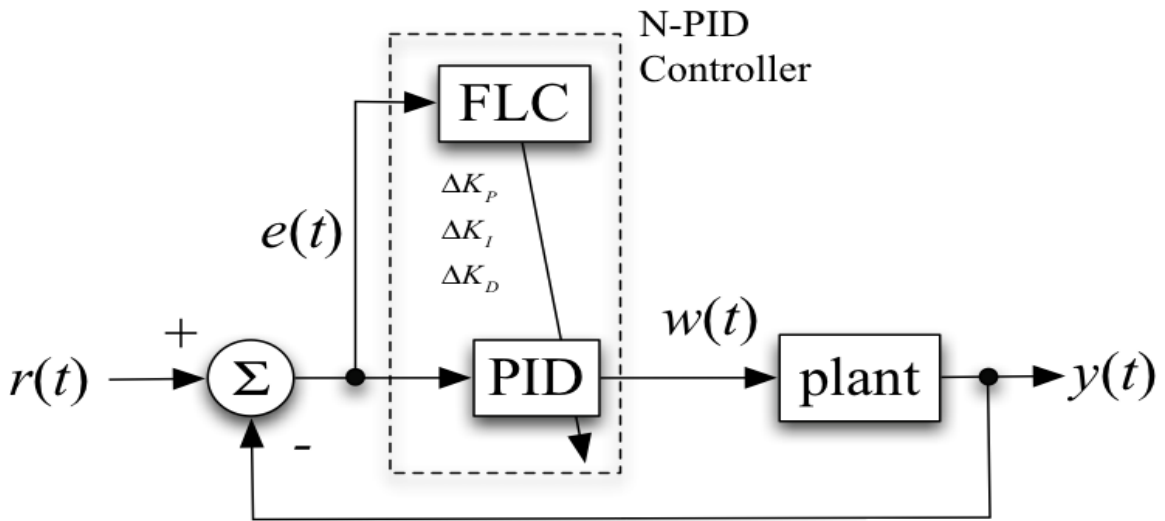 N-PID
Controller
FLC
ΔK_P
e(t)
ΔK_I
ΔK_D
w(t)
+
r(t)
Σ
PID
plant
y(t)
-